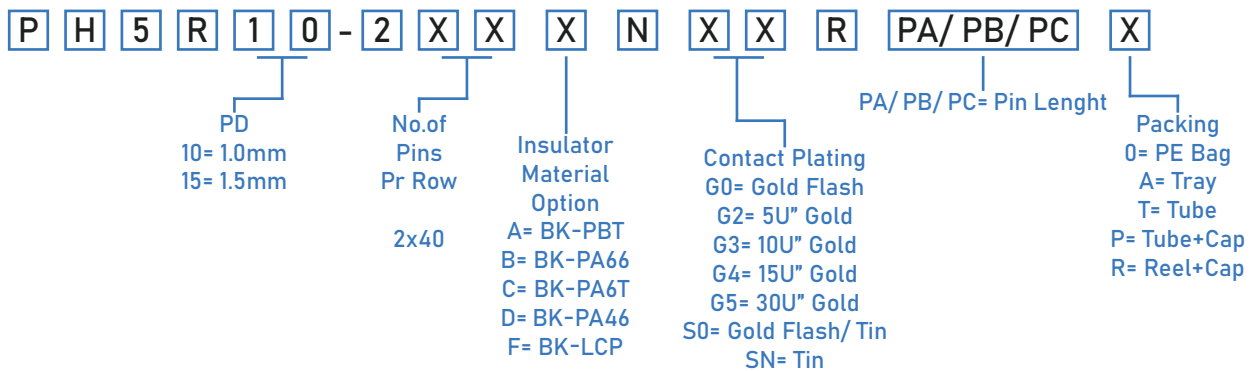 P H 5 R 1 0 - 2 X X X N X X R PA/ PB/ PC X
PD
10= 1.0mm
15= 1.5mm
No.of
Pins
Pr Row
2x40
Insulator
Material
Option
A= BK-PBT
B= BK-PA66
C= BK-PA6T
D= BK-PA46
F= BK-LCP
Contact Plating
G0= Gold Flash
G2= 5U" Gold
G3= 10U" Gold
G4= 15U" Gold
G5= 30U" Gold
S0= Gold Flash/ Tin
SN= Tin
PA/ PB/ PC= Pin Lenght
Packing
0= PE Bag
A= Tray
T= Tube
P= Tube+Cap
R= Reel+Cap